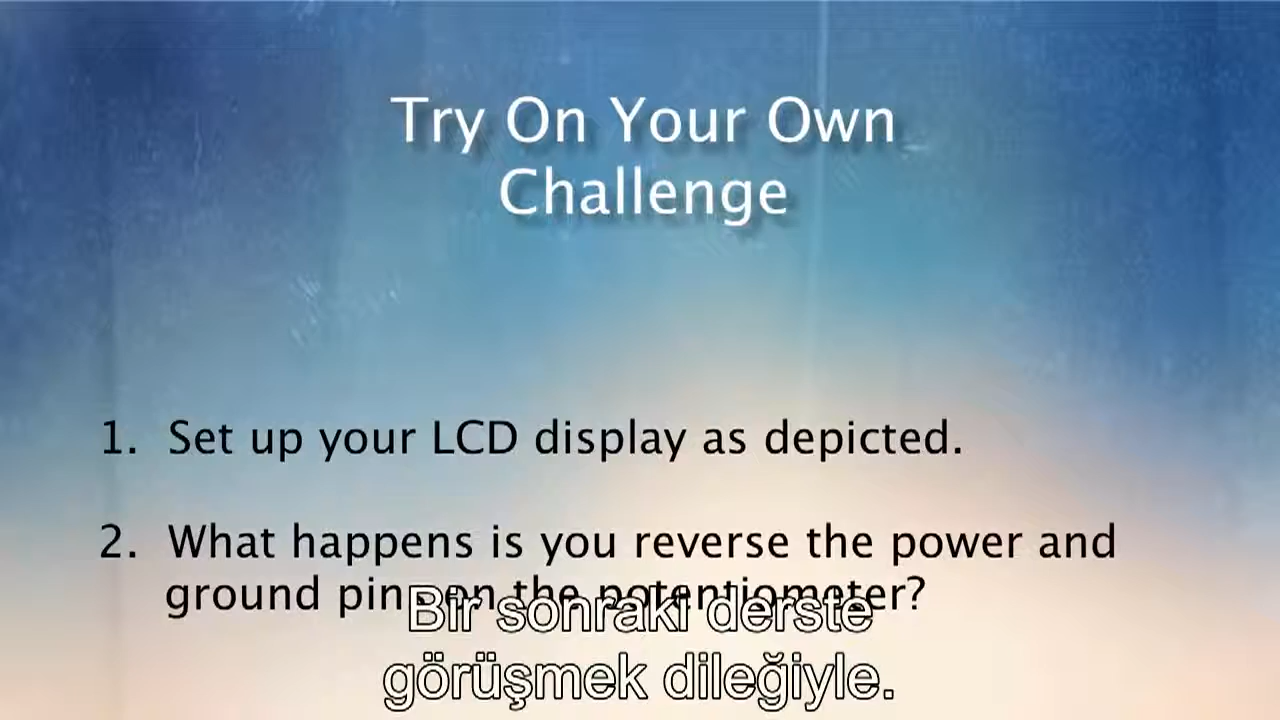 Try On Your Own
Challenge
1. Set up your LCD display as depicted.
2. What happens is you reverse the power and
ground pins on the potentiometer?
Bir sonraki derste
görüşmek dileğiyle.